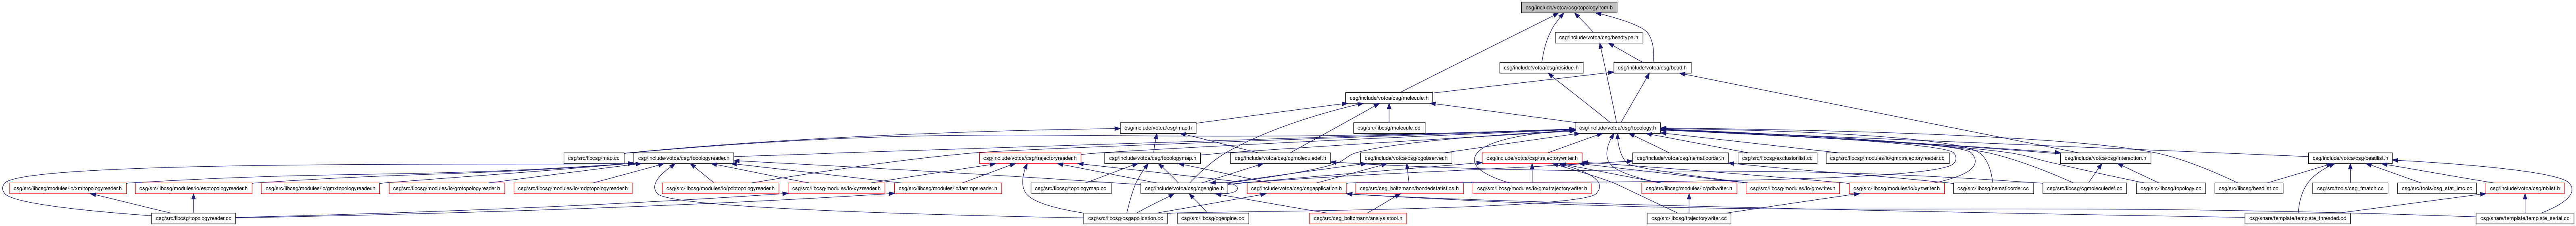 csg/include/votca/csg/topologyitem.h
csg/include/votca/csg/beadtype.h
csg/include/votca/csg/residue.h
csg/include/votca/csg/bead.h
csg/include/votca/csg/molecule.h
csg/include/votca/csg/map.h
csg/src/libcsg/molecule.cc
csg/include/votca/csg/topology.h
csg/src/libcsg/map.cc
csg/include/votca/csg/topologyreader.h
csg/include/votca/csg/trajectoryreader.h
csg/include/votca/csg/topologymap.h
csg/include/votca/csg/cgmoleculedef.h
csg/include/votca/csg/cgobserver.h
csg/include/votca/csg/trajectorywriter.h
csg/include/votca/csg/nematicorder.h
csg/src/libcsg/exclusionlist.cc
csg/src/libcsg/modules/io/gmxtrajectoryreader.cc
csg/include/votca/csg/interaction.h
csg/include/votca/csg/beadlist.h
csg/src/libcsg/modules/io/xmltopologyreader.h
csg/src/libcsg/modules/io/esptopologyreader.h
csg/src/libcsg/modules/io/gmxtopologyreader.h
csg/src/libcsg/modules/io/grotopologyreader.h
csg/src/libcsg/modules/io/mdptopologyreader.h
csg/src/libcsg/modules/io/pdbtopologyreader.h
csg/src/libcsg/modules/io/xyzreader.h
csg/src/libcsg/modules/io/lammpsreader.h
csg/src/libcsg/topologymap.cc
csg/include/votca/csg/cgengine.h
csg/include/votca/csg/csgapplication.h
csg/src/csg_boltzmann/bondedstatistics.h
csg/src/libcsg/modules/io/gmxtrajectorywriter.h
csg/src/libcsg/modules/io/pdbwriter.h
csg/src/libcsg/modules/io/growriter.h
csg/src/libcsg/modules/io/xyzwriter.h
csg/src/libcsg/nematicorder.cc
csg/src/libcsg/cgmoleculedef.cc
csg/src/libcsg/topology.cc
csg/src/libcsg/beadlist.cc
csg/src/tools/csg_fmatch.cc
csg/src/tools/csg_stat_imc.cc
csg/include/votca/csg/nblist.h
csg/src/libcsg/topologyreader.cc
csg/src/libcsg/csgapplication.cc
csg/src/libcsg/cgengine.cc
csg/src/csg_boltzmann/analysistool.h
csg/src/libcsg/trajectorywriter.cc
csg/share/template/template_threaded.cc
csg/share/template/template_serial.cc